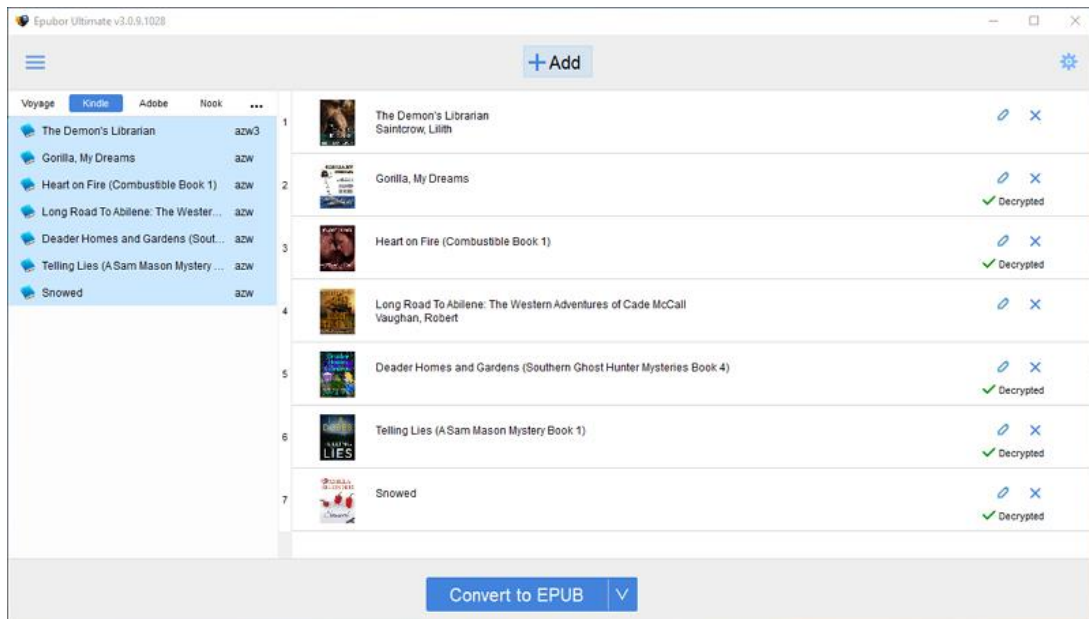 Epubor Ultimate v3.0.9.1028
+ Add
Voyage Kindle Adobe Nook ...
The Demon's Librarian azw3
Gorilla, My Dreams azw
Heart on Fire (Combustible Book 1) azw
Long Road To Abilene: The Wester... azw
Deader Homes and Gardens (Sout... azw
Telling Lies (A Sam Mason Mystery ... azw
Snowed azw
1
The Demon's Librarian
Saintcrow, Lilith
2
Gorilla, My Dreams
Decrypted
3
Heart on Fire (Combustible Book 1)
Decrypted
4
Long Road To Abilene: The Western Adventures of Cade McCall
Vaughan, Robert
5
Deader Homes and Gardens (Southern Ghost Hunter Mysteries Book 4)
Decrypted
6
LIES
Telling Lies (A Sam Mason Mystery Book 1)
Decrypted
7
Snowed
Decrypted
Convert to EPUB